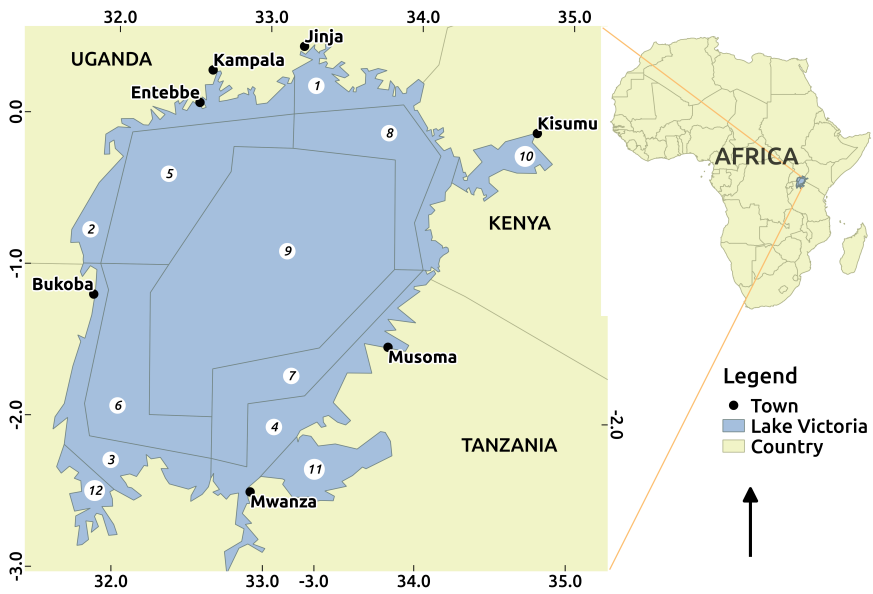 32.0 33.0 34.0 35.0
UGANDA
Jinja
Kampala
Entebbe
1
0.0
8
Kisumu
10
AFRICA
5
2
KENYA
9
-1.0
Bukoba
Musoma
7
Legend
6
Town
-2.0
4
-2.0
Lake Victoria
TANZANIA
Country
3
11
12
Mwanza
-3.0
32.0 33.0 -3.0 34.0 35.0